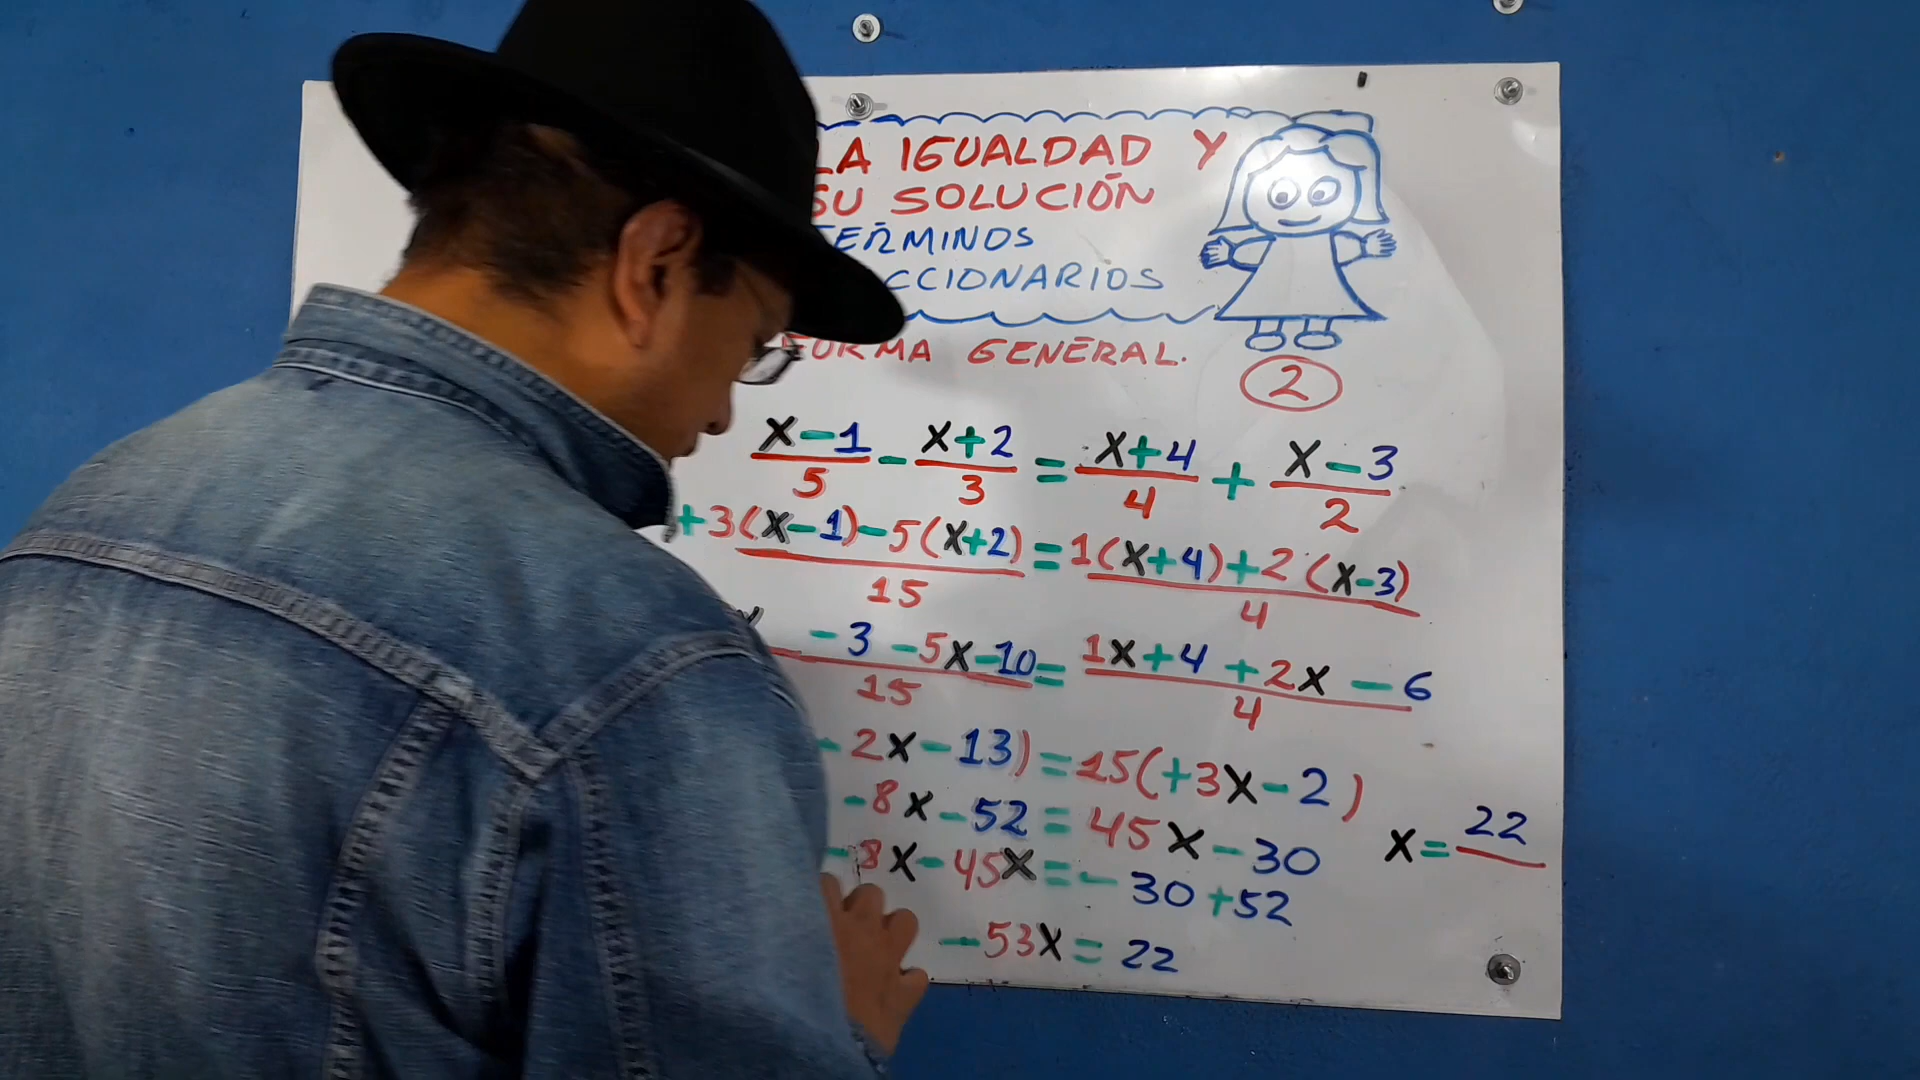 LA IGUALDAD Y
SU SOLUCIÓN
TÉRMINOS
CCIONARIOS
FORMA GENERAL.
2
x-1/5 - x+2/3 = x+4/4 + x-3/2
+3(x-1)-5(x+2)/15 = 1(x+4)+2(x-3)/4
-3 -5x-10/15 = 1x+4+2x-6/4
-2x-13)=15(+3x-2)
-8x-52=45x-30
-8x-45x=-30+52
-53x=22
x=22